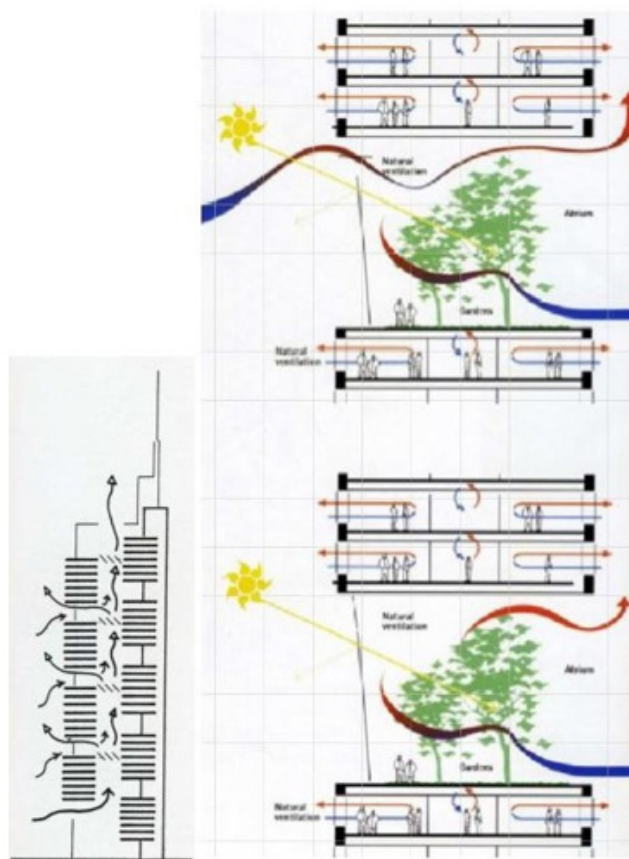 Natural
ventilation
Atrium
Gardens
Natural
ventilation
Natural
ventilation
Atrium
Gardens
Natural
ventilation